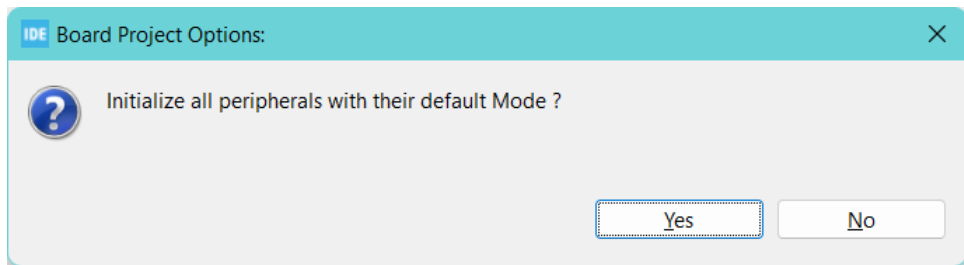 IDE Board Project Options:
Initialize all peripherals with their default Mode ?
Yes No